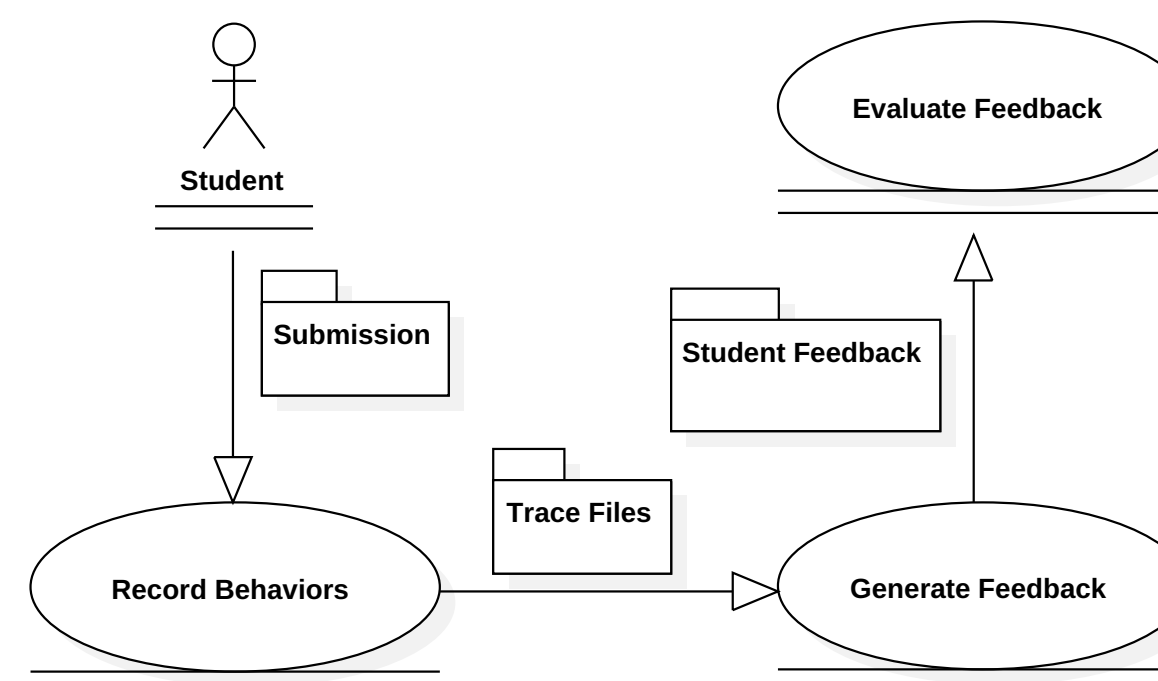 Evaluate Feedback
Student
Submission
Student Feedback
Trace Files
Record Behaviors
Generate Feedback